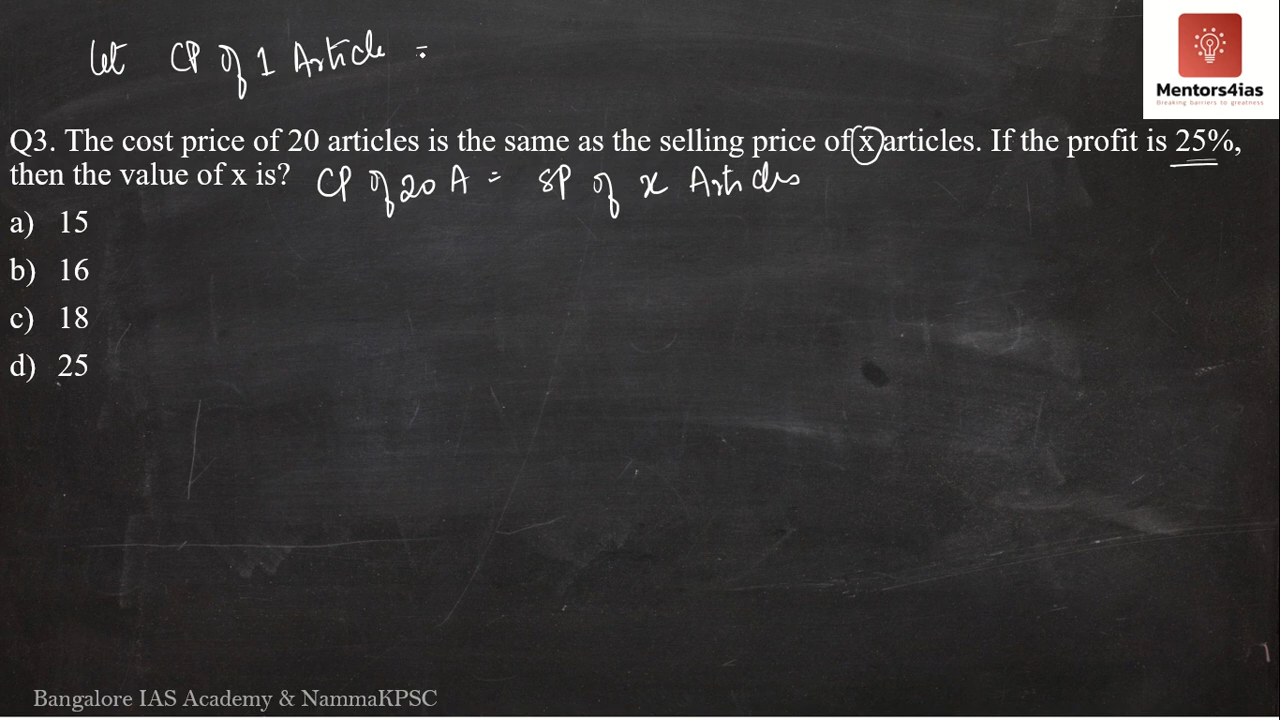 let CP of 1 Article =
Mentors4ias
Breaking barriers to greatness
Q3. The cost price of 20 articles is the same as the selling price of x articles. If the profit is 25%,
then the value of x is? CP of 20 A = SP of x Articles
a) 15
b) 16
c) 18
d) 25
Bangalore IAS Academy & NammaKPSC